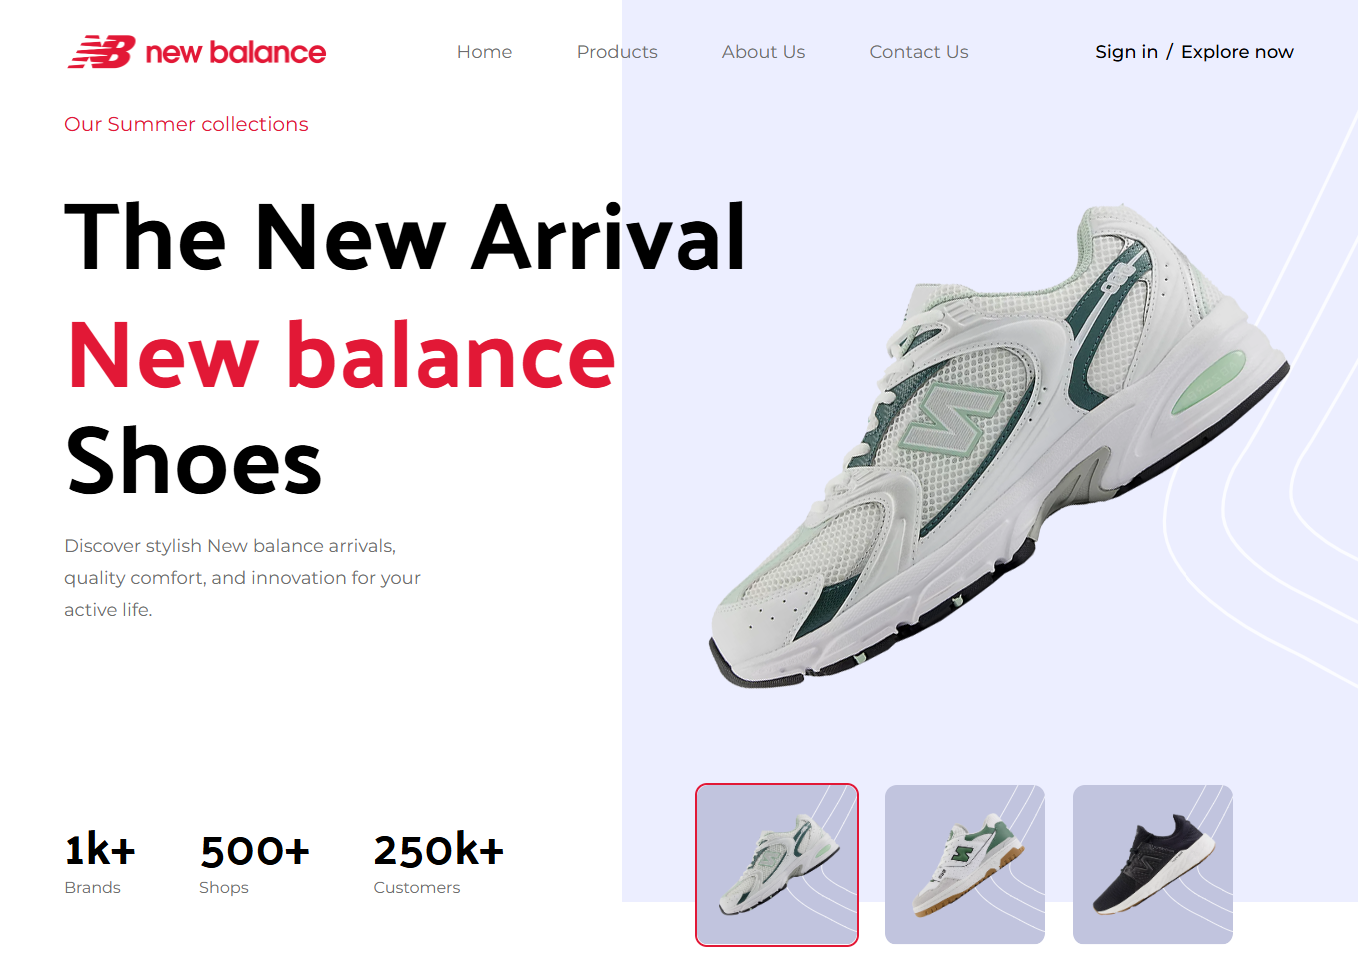 new balance
Home Products About Us Contact Us Sign in / Explore now
Our Summer collections
The New Arrival
New balance
Shoes
Discover stylish New balance arrivals,
quality comfort, and innovation for your
active life.
1k+ 500+ 250k+
Brands Shops Customers